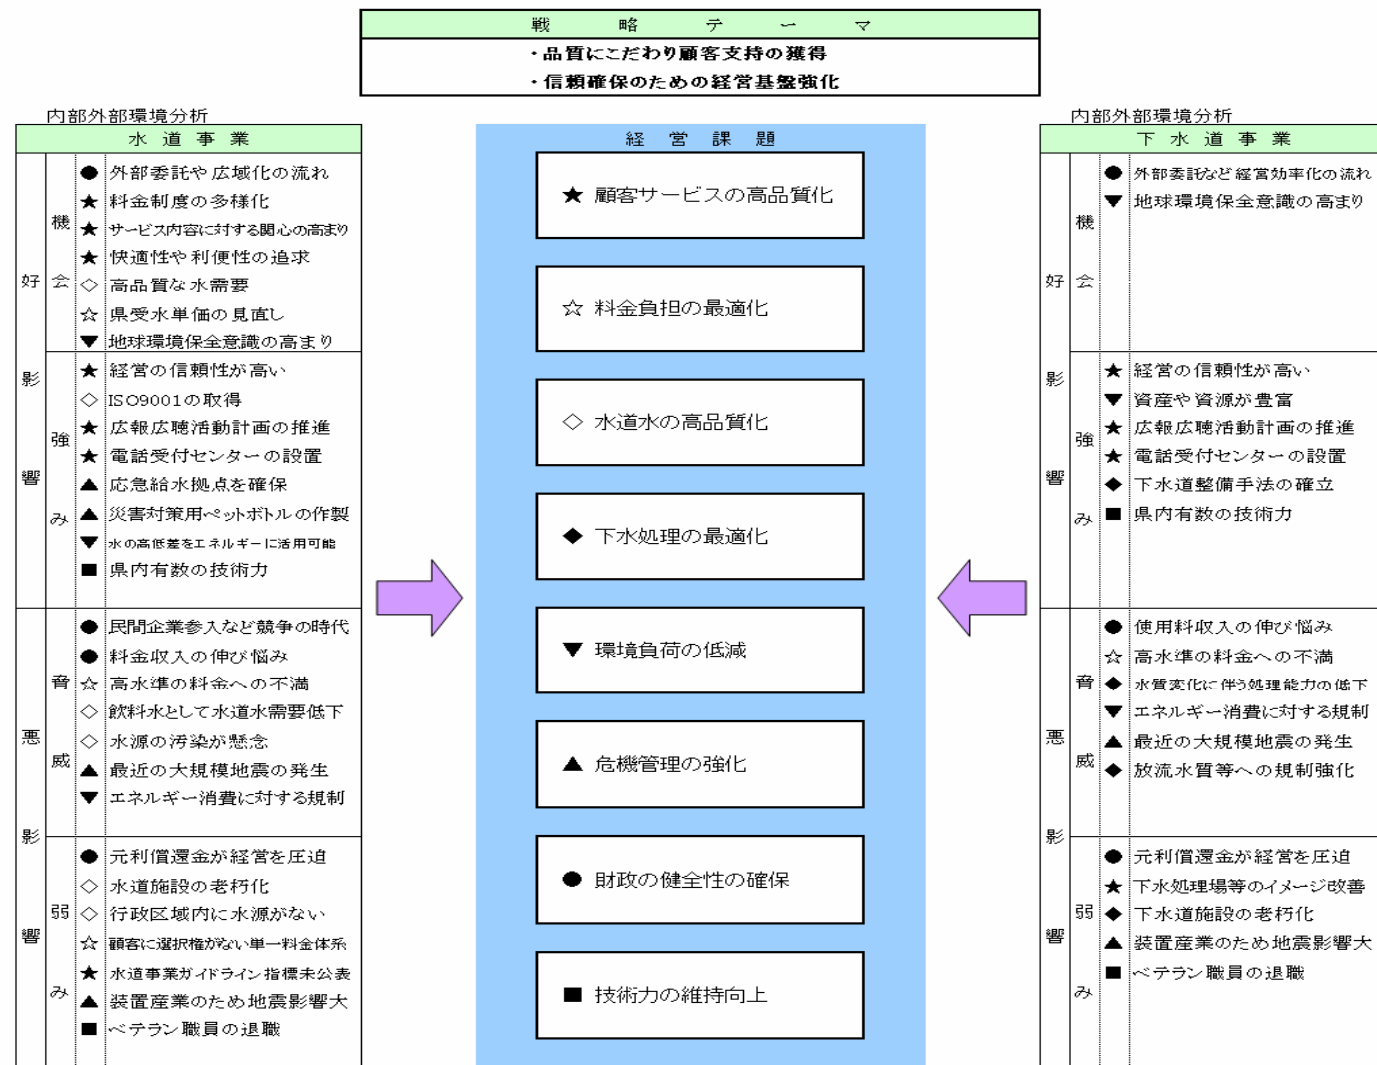 戦略テーマ
・品質にこだわり顧客支持の獲得
・信頼確保のための経営基盤強化
内部外部環境分析
水道事業
好影響
機会
● 外部委託や広域化の流れ
★ 料金制度の多様化
★ サービス内容に対する関心の高まり
★ 快適性や利便性の追求
◇ 高品質な水需要
☆ 県受水単価の見直し
▼ 地球環境保全意識の高まり
強み
★ 経営の信頼性が高い
◇ ISO9001の取得
★ 広報広聴活動計画の推進
★ 電話受付センターの設置
▲ 応急給水拠点を確保
▲ 災害対策用ペットボトルの作製
▼ 水の高低差をエネルギーに活用可能
■ 県内有数の技術力
悪影響
脅威
● 民間企業参入など競争の時代
● 料金収入の伸び悩み
☆ 高水準の料金への不満
◇ 飲料水として水道水需要低下
◇ 水源の汚染が懸念
▲ 最近の大規模地震の発生
▼ エネルギー消費に対する規制
弱み
● 元利償還金が経営を圧迫
◇ 水道施設の老朽化
◇ 行政区域内に水源がない
☆ 顧客に選択権がない単一料金体系
★ 水道事業ガイドライン指標未公表
▲ 装置産業のため地震影響大
■ ベテラン職員の退職
経営課題
★ 顧客サービスの高品質化
☆ 料金負担の最適化
◇ 水道水の高品質化
◆ 下水処理の最適化
▼ 環境負荷の低減
▲ 危機管理の強化
● 財政の健全性の確保
■ 技術力の維持向上
内部外部環境分析
下水道事業
好影響
機会
● 外部委託など経営効率化の流れ
▼ 地球環境保全意識の高まり
強み
★ 経営の信頼性が高い
▼ 資産や資源が豊富
★ 広報広聴活動計画の推進
★ 電話受付センターの設置
◆ 下水道整備手法の確立
■ 県内有数の技術力
悪影響
脅威
● 使用料収入の伸び悩み
☆ 高水準の料金への不満
◆ 水質変化に伴う処理能力の低下
▼ エネルギー消費に対する規制
▲ 最近の大規模地震の発生
◆ 放流水質等への規制強化
弱み
● 元利償還金が経営を圧迫
★ 下水処理場等のイメージ改善
◆ 下水道施設の老朽化
▲ 装置産業のため地震影響大
■ ベテラン職員の退職